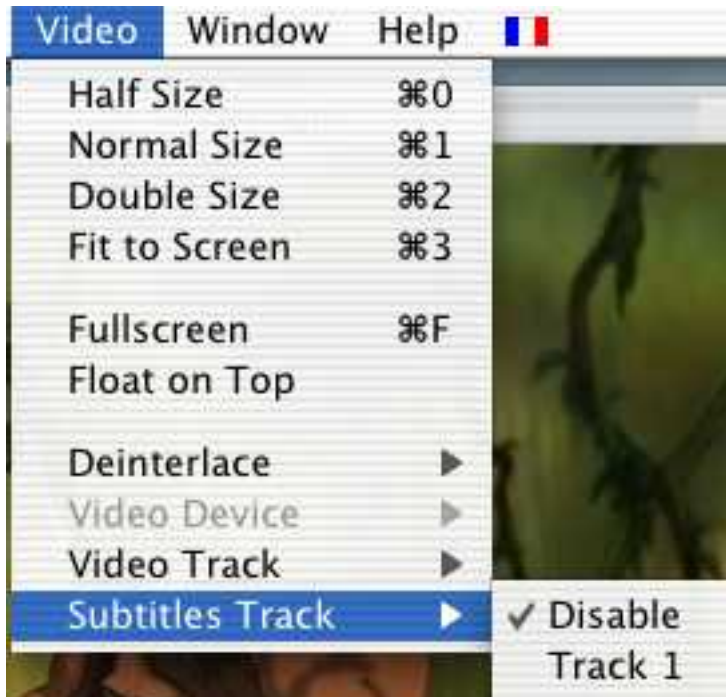 Video Window Help
Half Size ⌘0
Normal Size ⌘1
Double Size ⌘2
Fit to Screen ⌘3
Fullscreen ⌘F
Float on Top
Deinterlace
Video Device
Video Track
Subtitles Track
✓ Disable
Track 1